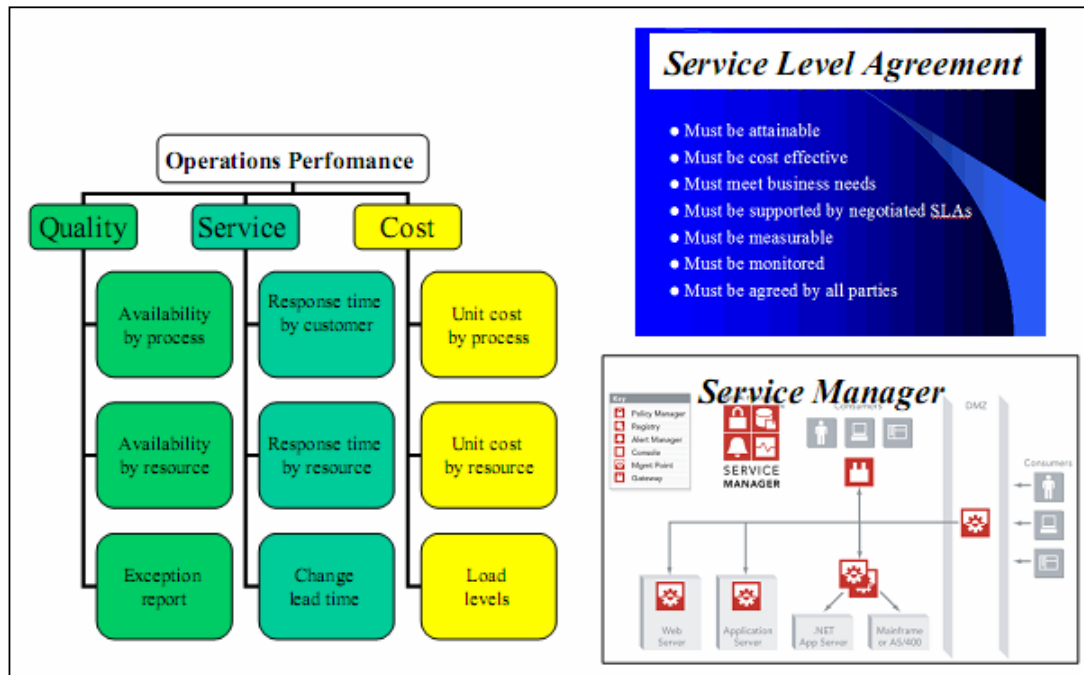 Operations Perfomance
Quality
Service
Cost
Availability
by process
Response time
by customer
Unit cost
by process
Availability
by resource
Response time
by resource
Unit cost
by resource
Exception
report
Change
lead time
Load
levels
Service Level Agreement
Must be attainable
Must be cost effective
Must meet business needs
Must be supported by negotiated SLAs
Must be measurable
Must be monitored
Must be agreed by all parties
Service Manager
Key
Policy Manager
Registry
Alert Manager
Console
Mgmt Point
Gateway
SERVICE
MANAGER
Consumers
DMZ
Consumers
Web
Server
Application
Server
.NET
App Server
Mainframe
or AS/400